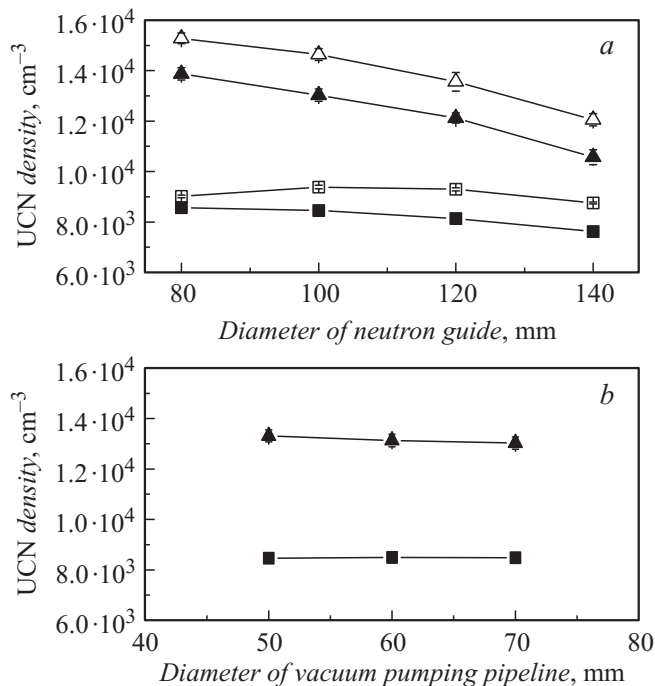 1.6·10⁴
a
1.4·10⁴
1.2·10⁴
1.0·10⁴
8.0·10³
6.0·10³
UCN density, cm⁻³
80 100 120 140
Diameter of neutron guide, mm
1.6·10⁴
b
1.4·10⁴
1.2·10⁴
1.0·10⁴
8.0·10³
6.0·10³
UCN density, cm⁻³
40 50 60 70 80
Diameter of vacuum pumping pipeline, mm